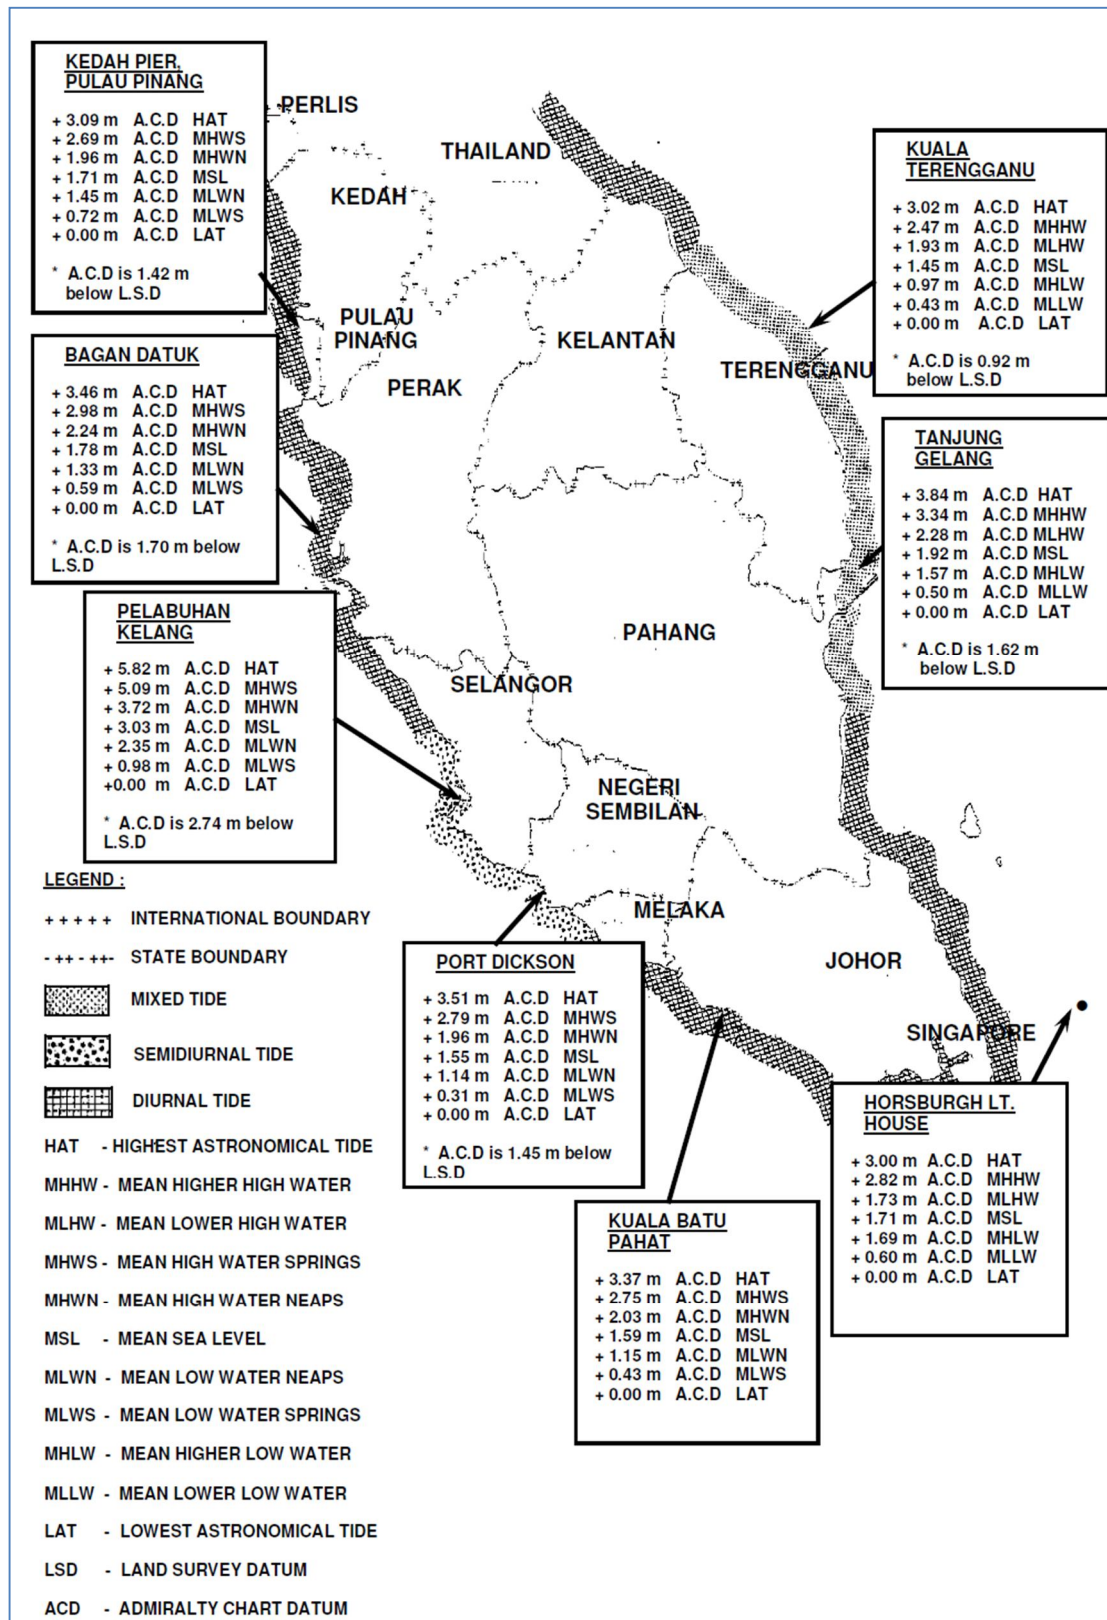 KEDAH PIER,
PULAU PINANG
+ 3.09 m A.C.D HAT
+ 2.69 m A.C.D MHWS
+ 1.96 m A.C.D MHWN
+ 1.71 m A.C.D MSL
+ 1.45 m A.C.D MLWN
+ 0.72 m A.C.D MLWS
+ 0.00 m A.C.D LAT
* A.C.D is 1.42 m
below L.S.D
PERLIS
THAILAND
KEDAH
PULAU
PINANG
KELANTAN
PERAK
TERENGGANU
KUALA
TERENGGANU
+ 3.02 m A.C.D HAT
+ 2.47 m A.C.D MHHW
+ 1.93 m A.C.D MLHW
+ 1.45 m A.C.D MSL
+ 0.97 m A.C.D MHLW
+ 0.43 m A.C.D MLLW
+ 0.00 m A.C.D LAT
* A.C.D is 0.92 m
below L.S.D
BAGAN DATUK
+ 3.46 m A.C.D HAT
+ 2.98 m A.C.D MHWS
+ 2.24 m A.C.D MHWN
+ 1.78 m A.C.D MSL
+ 1.33 m A.C.D MLWN
+ 0.59 m A.C.D MLWS
+ 0.00 m A.C.D LAT
* A.C.D is 1.70 m below
L.S.D
TANJUNG
GELANG
+ 3.84 m A.C.D HAT
+ 3.34 m A.C.D MHHW
+ 2.28 m A.C.D MLHW
+ 1.92 m A.C.D MSL
+ 1.57 m A.C.D MHLW
+ 0.50 m A.C.D MLLW
+ 0.00 m A.C.D LAT
* A.C.D is 1.62 m
below L.S.D
PELABUHAN
KELANG
+ 5.82 m A.C.D HAT
+ 5.09 m A.C.D MHWS
+ 3.72 m A.C.D MHWN
+ 3.03 m A.C.D MSL
+ 2.35 m A.C.D MLWN
+ 0.98 m A.C.D MLWS
+0.00 m A.C.D LAT
* A.C.D is 2.74 m below
L.S.D
PAHANG
SELANGOR
NEGERI
SEMBILAN
MELAKA
JOHOR
SINGAPORE
PORT DICKSON
+ 3.51 m A.C.D HAT
+ 2.79 m A.C.D MHWS
+ 1.96 m A.C.D MHWN
+ 1.55 m A.C.D MSL
+ 1.14 m A.C.D MLWN
+ 0.31 m A.C.D MLWS
+ 0.00 m A.C.D LAT
* A.C.D is 1.45 m below
L.S.D
HORSBURGH LT.
HOUSE
+ 3.00 m A.C.D HAT
+ 2.82 m A.C.D MHHW
+ 1.73 m A.C.D MLHW
+ 1.71 m A.C.D MSL
+ 1.69 m A.C.D MHLW
+ 0.60 m A.C.D MLLW
+ 0.00 m A.C.D LAT
KUALA BATU
PAHAT
+ 3.37 m A.C.D HAT
+ 2.75 m A.C.D MHWS
+ 2.03 m A.C.D MHWN
+ 1.59 m A.C.D MSL
+ 1.15 m A.C.D MLWN
+ 0.43 m A.C.D MLWS
+ 0.00 m A.C.D LAT
LEGEND :
+ + + + + INTERNATIONAL BOUNDARY
- ++ - ++- STATE BOUNDARY
MIXED TIDE
SEMIDIURNAL TIDE
DIURNAL TIDE
HAT - HIGHEST ASTRONOMICAL TIDE
MHHW - MEAN HIGHER HIGH WATER
MLHW - MEAN LOWER HIGH WATER
MHWS - MEAN HIGH WATER SPRINGS
MHWN - MEAN HIGH WATER NEAPS
MSL - MEAN SEA LEVEL
MLWN - MEAN LOW WATER NEAPS
MLWS - MEAN LOW WATER SPRINGS
MHLW - MEAN HIGHER LOW WATER
MLLW - MEAN LOWER LOW WATER
LAT - LOWEST ASTRONOMICAL TIDE
LSD - LAND SURVEY DATUM
ACD - ADMIRALTY CHART DATUM